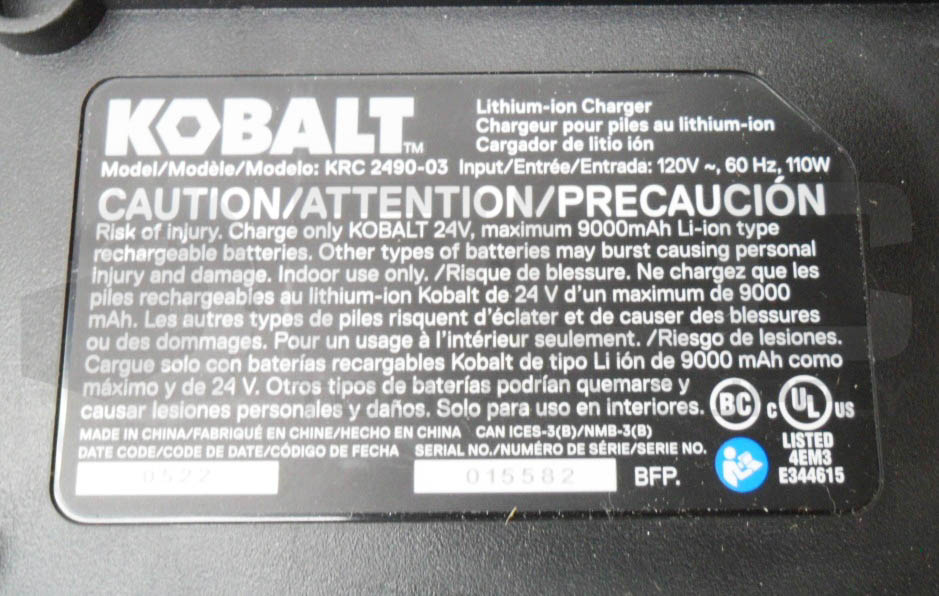 KOBALT™
Lithium-ion Charger
Chargeur pour piles au lithium-ion
Cargador de litio ión
Model/Modèle/Modelo: KRC 2490-03 Input/Entrée/Entrada: 120V ~, 60 Hz, 110W
CAUTION/ATTENTION/PRECAUCIÓN
Risk of injury. Charge only KOBALT 24V, maximum 9000mAh Li-ion type
rechargeable batteries. Other types of batteries may burst causing personal
injury and damage. Indoor use only. /Risque de blessure. Ne chargez que les
piles rechargeables au lithium-ion Kobalt de 24 V d'un maximum de 9000
mAh. Les autres types de piles risquent d'éclater et de causer des blessures
ou des dommages. Pour un usage à l'intérieur seulement. /Riesgo de lesiones.
Cargue solo con baterías recargables Kobalt de tipo Li ión de 9000 mAh como
máximo y de 24 V. Otros tipos de baterías podrían quemarse y
causar lesiones personales y daños. Solo para uso en interiores.
BC
C UL US
LISTED
4EM3
E344615
MADE IN CHINA/FABRIQUÉ EN CHINE/HECHO EN CHINA CAN ICES-3(B)/NMB-3(B)
DATE CODE/CODE DE DATE/CÓDIGO DE FECHA SERIAL NO./NUMÉRO DE SÉRIE/SERIE NO.
0522 015582 BFP.